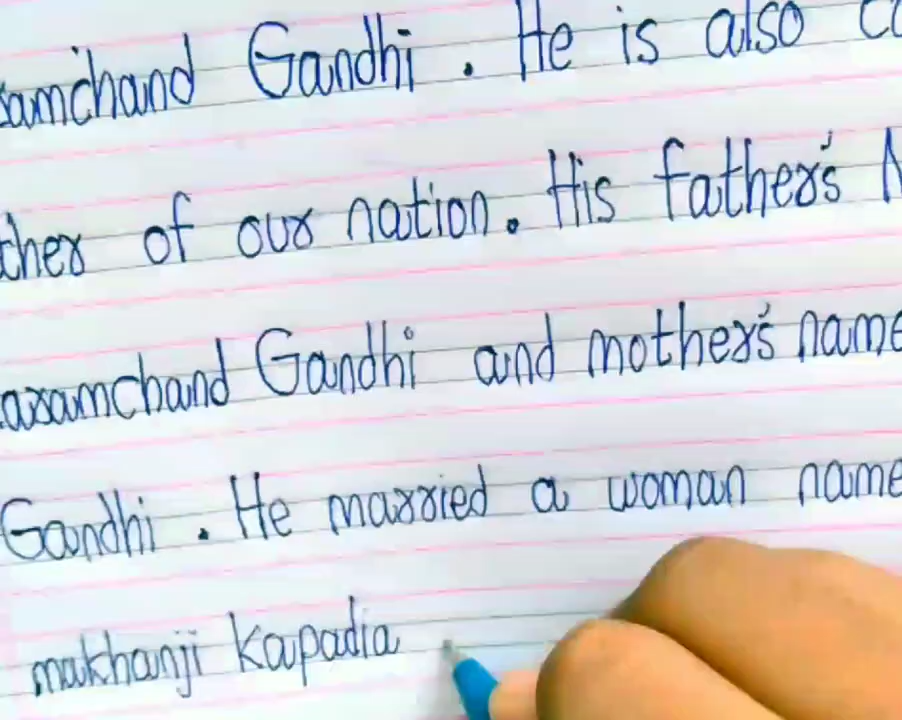 amchand Gandhi. He is also
ther of our nation. His father's
aramchand Gandhi and mother's name
Gandhi. He married a woman name
makhanji Kapadia